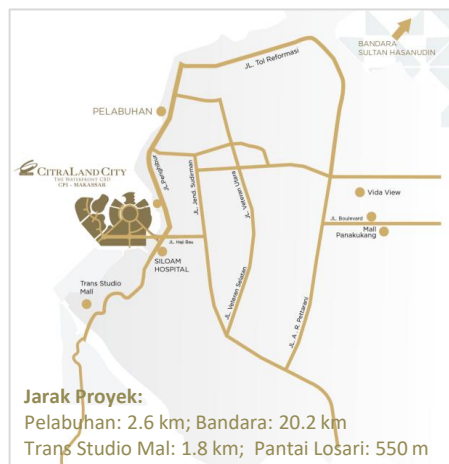 JL. Tol Reformasi
BANDARA
SULTAN HASANUDIN
PELABUHAN
CITRALAND CITY
THE WATERFRONT CBD
CPI - MAKASSAR
JL.Penghibur
JL. Jend. Sudirman
JL. Veteran Utara
Vida View
JL. Boulevard
Mall
Panakukang
JL. Haji Bau
SILOAM
HOSPITAL
Trans Studio
Mall
JL. Veteran Selatan
JL. A . R. Pettarani
Jarak Proyek:
Pelabuhan: 2.6 km; Bandara: 20.2 km
Trans Studio Mal: 1.8 km; Pantai Losari: 550 m